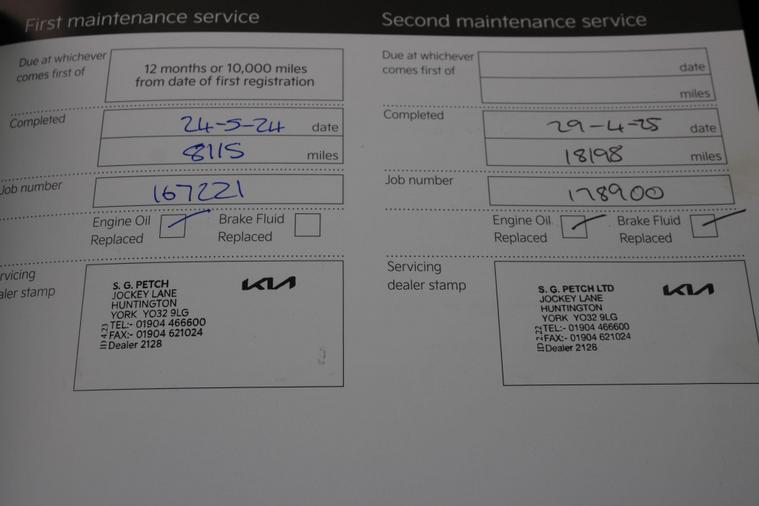 First maintenance service
Due at whichever
comes first of
12 months or 10,000 miles
from date of first registration
Completed
24-5-24 date
8115 miles
Job number
167221
Engine Oil
Replaced
Brake Fluid
Replaced
rvicing
aler stamp
S. G. PETCH
JOCKEY LANE
HUNTINGTON
YORK YO32 9LG
TEL:- 01904 466600
FAX:- 01904 621024
Dealer 2128
KIA
Second maintenance service
Due at whichever
comes first of
date
miles
Completed
29-4-25 date
18198 miles
Job number
178900
Engine Oil
Replaced
Brake Fluid
Replaced
Servicing
dealer stamp
S. G. PETCH LTD
JOCKEY LANE
HUNTINGTON
YORK YO32 9LG
TEL:- 01904 466600
FAX:- 01904 621024
Dealer 2128
KIA